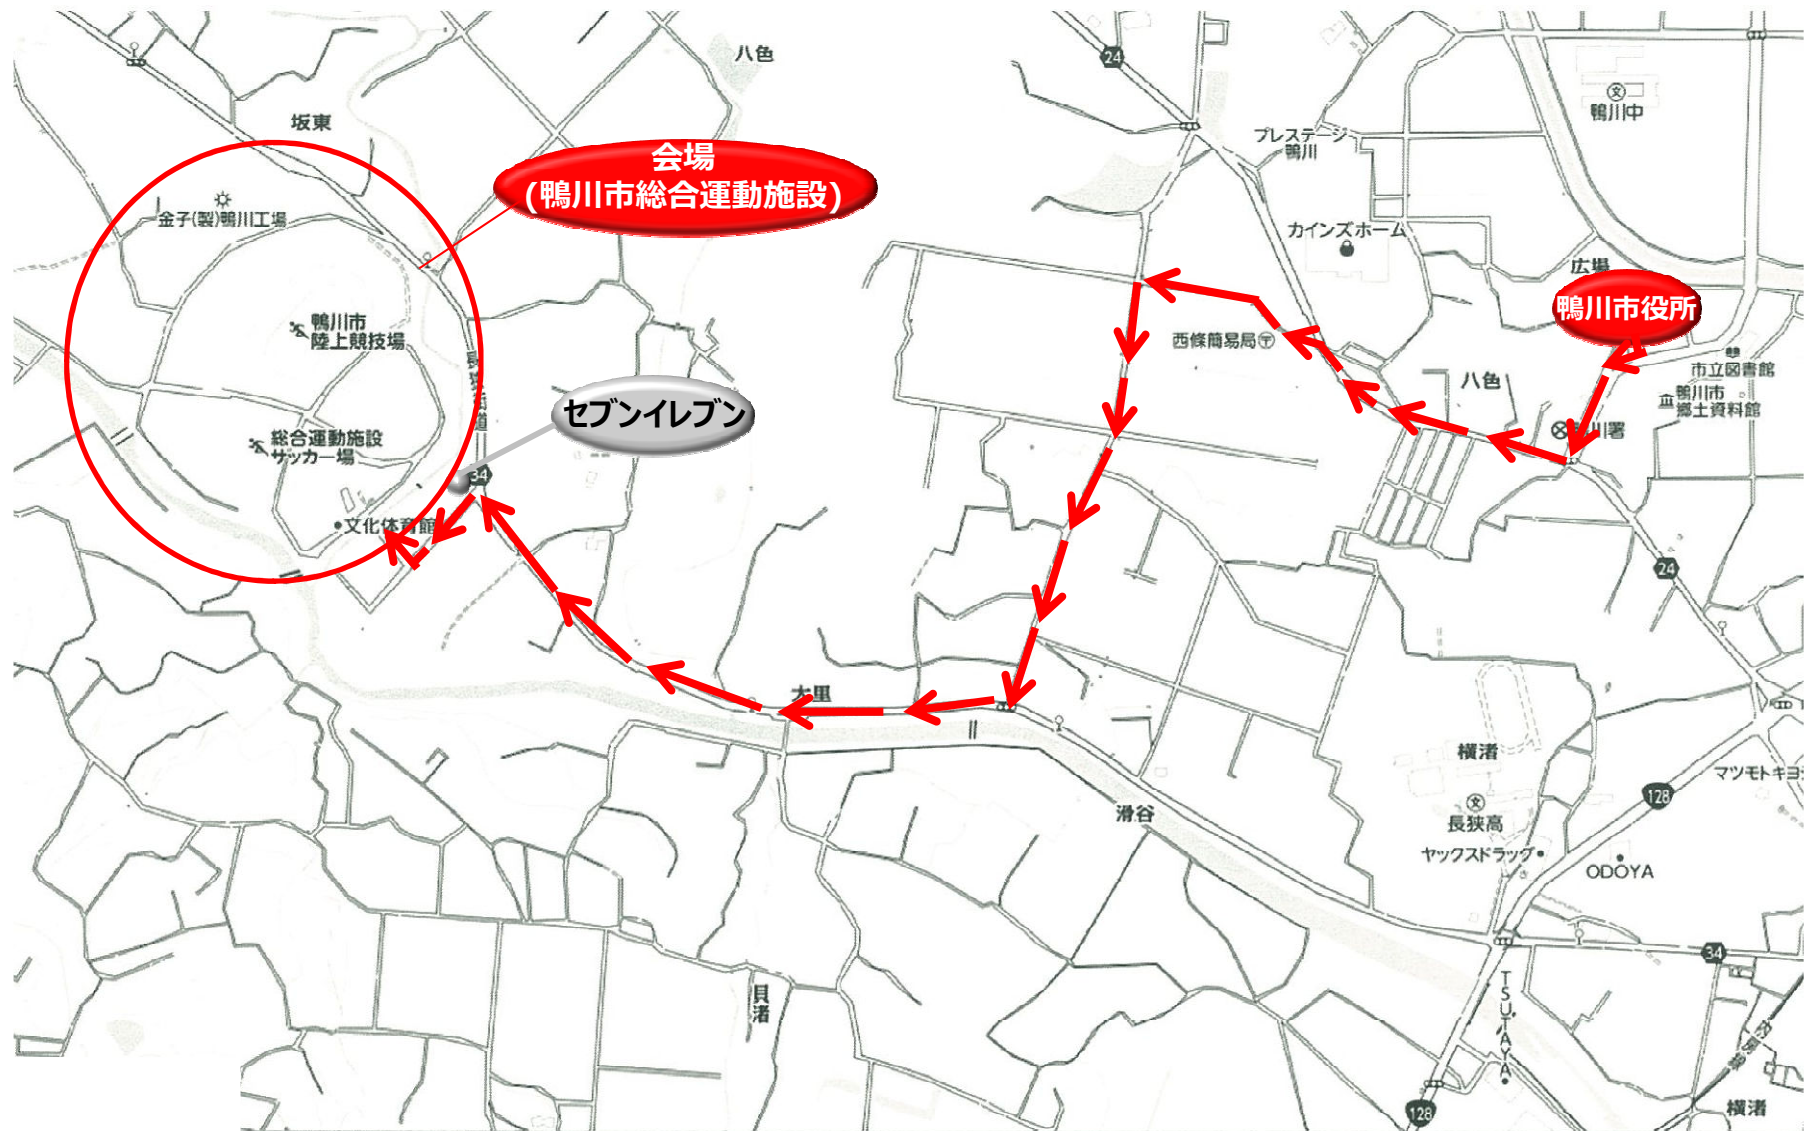 八色
24
鴨川中
坂東
プレステージ
鴨川
会場
(鴨川市総合運動施設)
金子(製)鴨川工場
カインズホーム
広場
鴨川市役所
鴨川市
陸上競技場
西條簡易局
市立図書館
八色
鴨川市
郷土資料館
セブンイレブン
鴨川署
総合運動施設
サッカー場
34
文化体育館
24
大里
横渚
マツモトキヨ
128
滑谷
長狭高
ヤックスドラッグ
ODOYA
34
貝渚
TSUTAYA
横渚
128